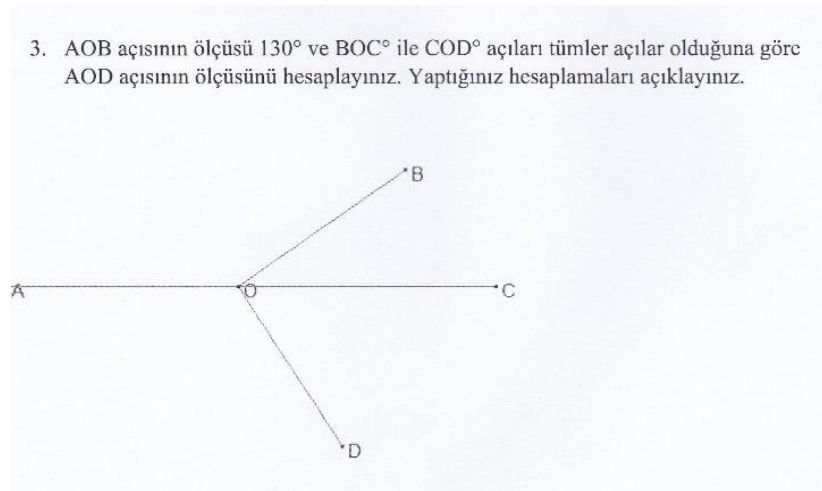 3. AOB açısının ölçüsü 130° ve BOC° ile COD° açıları tümler açılar olduğuna göre
AOD açısının ölçüsünü hesaplayınız. Yaptığınız hesaplamaları açıklayınız.
B
A
O
C
D